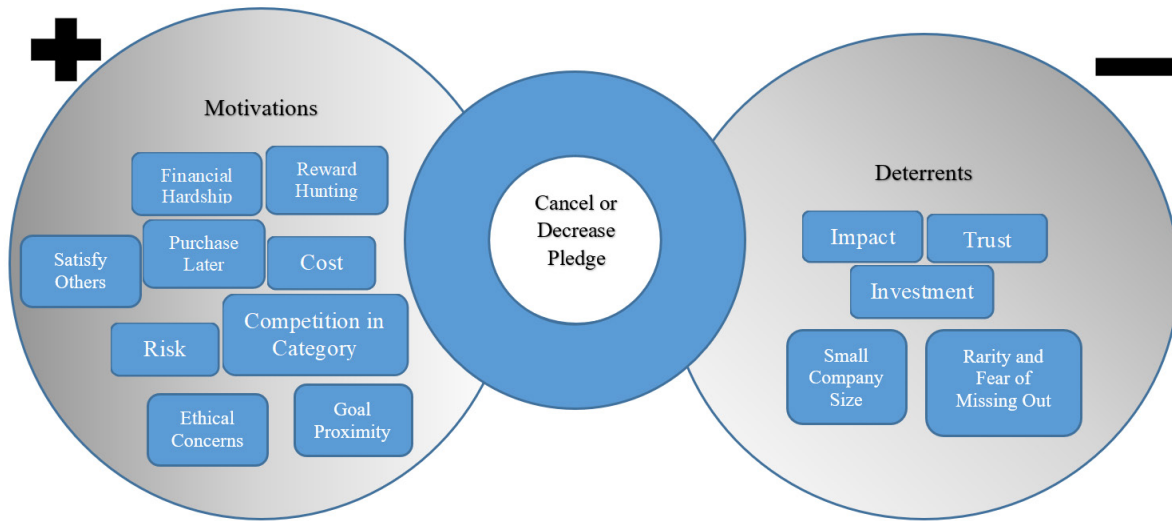 Motivations
Financial
Hardship
Reward
Hunting
Satisfy
Others
Purchase
Later
Cost
Risk
Competition in
Category
Ethical
Concerns
Goal
Proximity
Cancel or
Decrease
Pledge
Deterrents
Impact
Trust
Investment
Small
Company
Size
Rarity and
Fear of
Missing Out